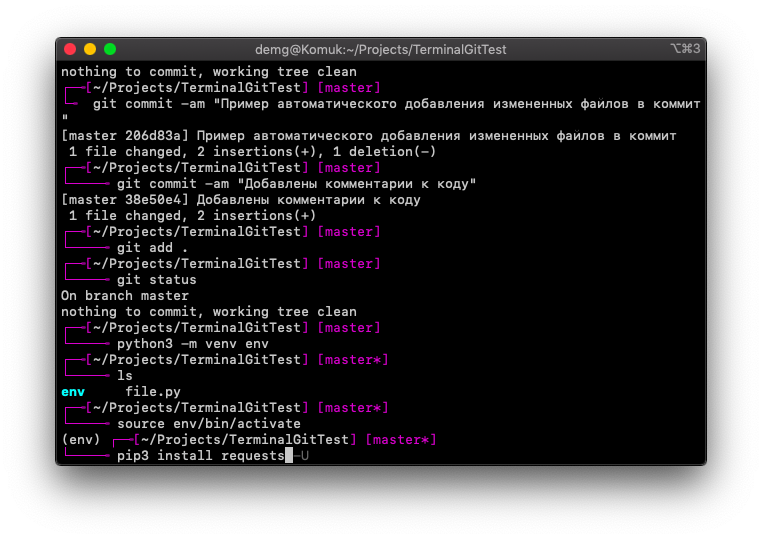 demg@Komuk:~/Projects/TerminalGitTest
⌥⌘3
nothing to commit, working tree clean
[~/Projects/TerminalGitTest] [master]
git commit -am "Пример автоматического добавления измененных файлов в коммит
"
[master 206d83a] Пример автоматического добавления измененных файлов в коммит
1 file changed, 2 insertions(+), 1 deletion(-)
[~/Projects/TerminalGitTest] [master]
git commit -am "Добавлены комментарии к коду"
[master 38e50e4] Добавлены комментарии к коду
1 file changed, 2 insertions(+)
[~/Projects/TerminalGitTest] [master]
git add .
[~/Projects/TerminalGitTest] [master]
git status
On branch master
nothing to commit, working tree clean
[~/Projects/TerminalGitTest] [master]
python3 -m venv env
[~/Projects/TerminalGitTest] [master*]
ls
env file.py
[~/Projects/TerminalGitTest] [master*]
source env/bin/activate
(env) [~/Projects/TerminalGitTest] [master*]
pip3 install requests -U